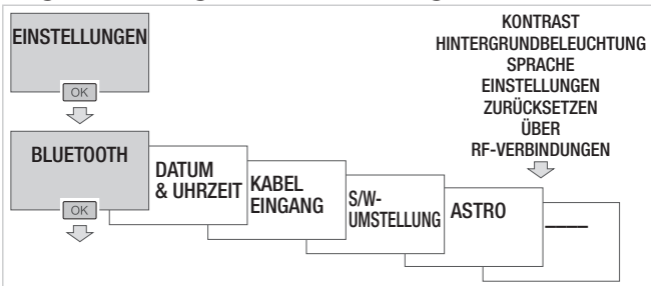 EINSTELLUNGEN
OK
BLUETOOTH
OK
DATUM
& UHRZEIT
KABEL
EINGANG
S/W-
UMSTELLUNG
ASTRO
KONTRAST
HINTERGRUNDBELEUCHTUNG
SPRACHE
EINSTELLUNGEN
ZURÜCKSETZEN
ÜBER
RF-VERBINDUNGEN